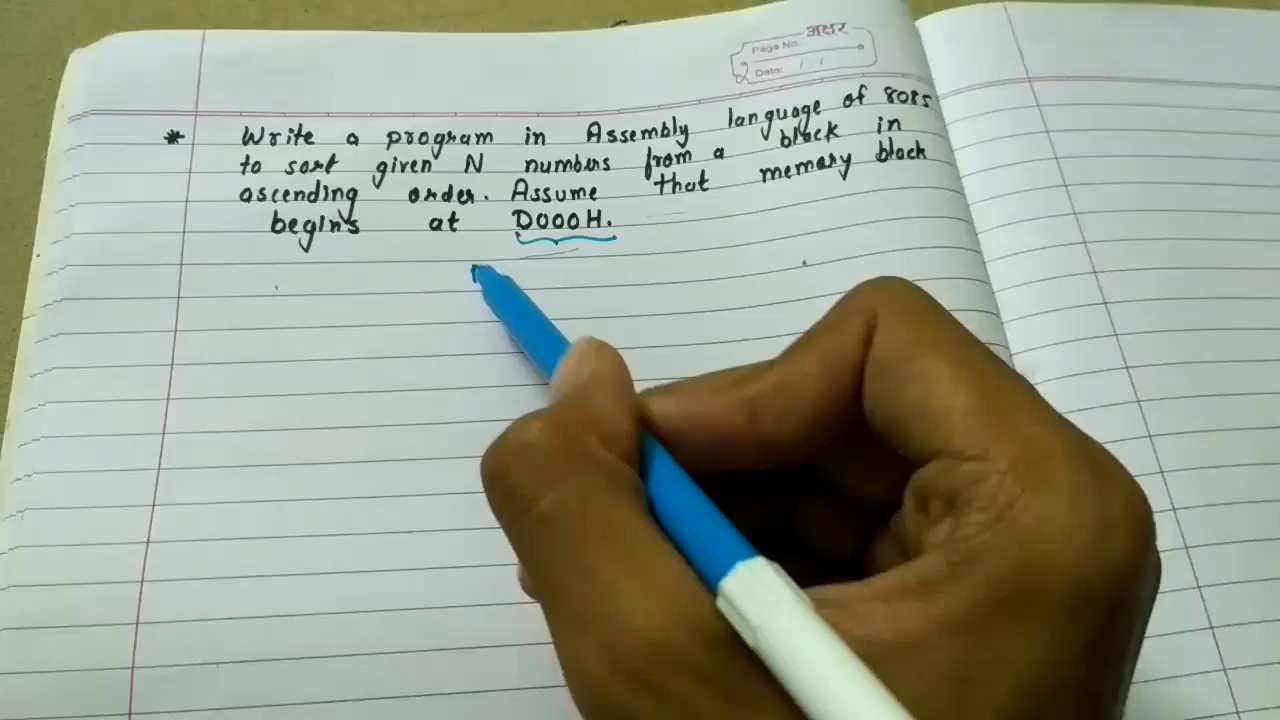 अक्षर
Page No.
Date: / /
* Write a program in Assembly language of 8085
to sort given N numbers from a block in
ascending order. Assume that memory block
begins at D000H.